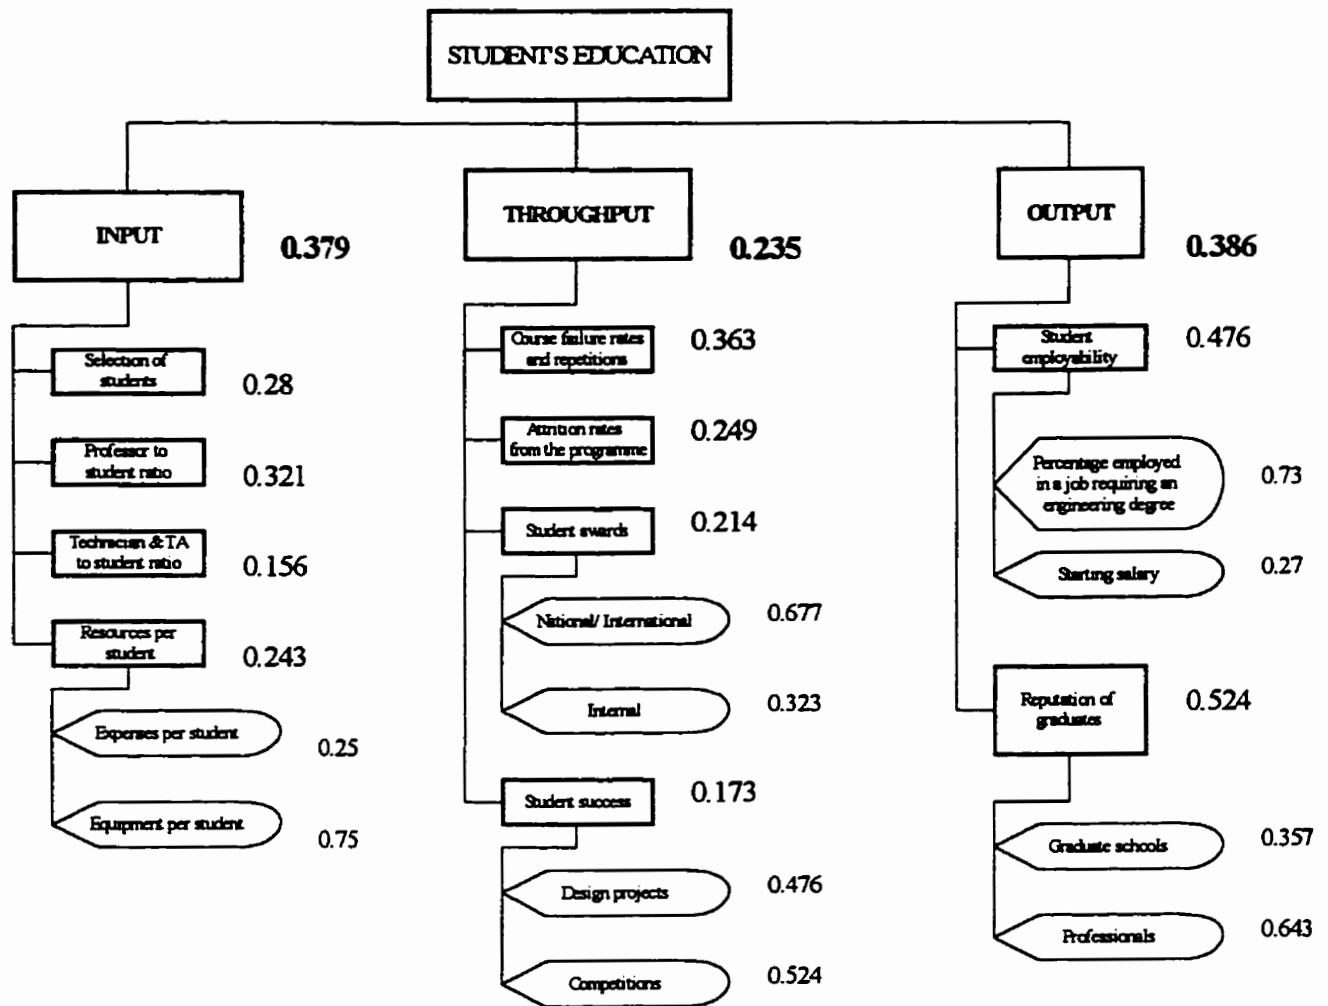 STUDENT'S EDUCATION
INPUT
0.379
Selection of
students
0.28
Professor to
student ratio
0.321
Technician & TA
to student ratio
0.156
Resources per
student
0.243
Expenses per student
0.25
Equipment per student
0.75
THROUGHPUT
0.235
Course failure rates
and repetitions
0.363
Attrition rates
from the programme
0.249
Student awards
0.214
National/ International
0.677
Internal
0.323
Student success
0.173
Design projects
0.476
Competitions
0.524
OUTPUT
0.386
Student
employability
0.476
Percentage employed
in a job requiring an
engineering degree
0.73
Starting salary
0.27
Reputation of
graduates
0.524
Graduate schools
0.357
Professionals
0.643